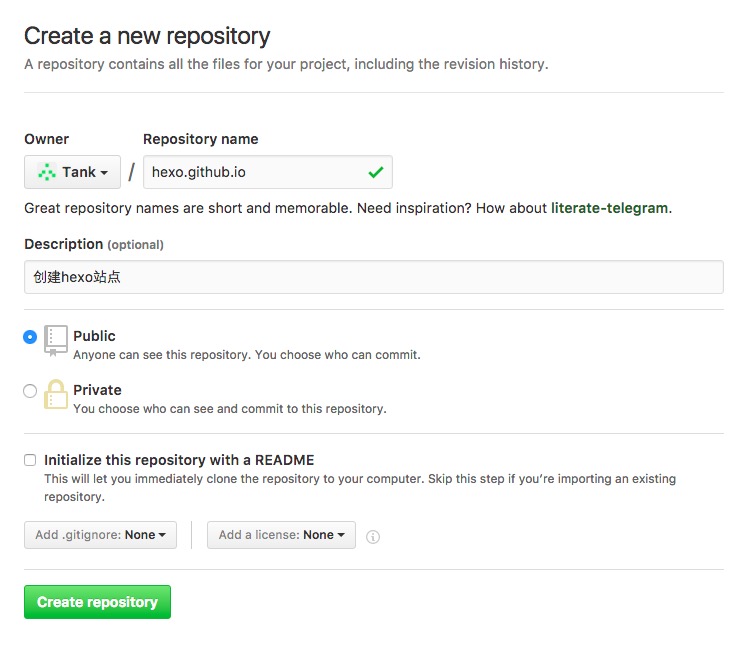 Create a new repository
A repository contains all the files for your project, including the revision history.
Owner
Repository name
Tank / hexo.github.io
Great repository names are short and memorable. Need inspiration? How about literate-telegram.
Description (optional)
创建hexo站点
Public
Anyone can see this repository. You choose who can commit.
Private
You choose who can see and commit to this repository.
Initialize this repository with a README
This will let you immediately clone the repository to your computer. Skip this step if you’re importing an existing
repository.
Add .gitignore: None
Add a license: None
Create repository